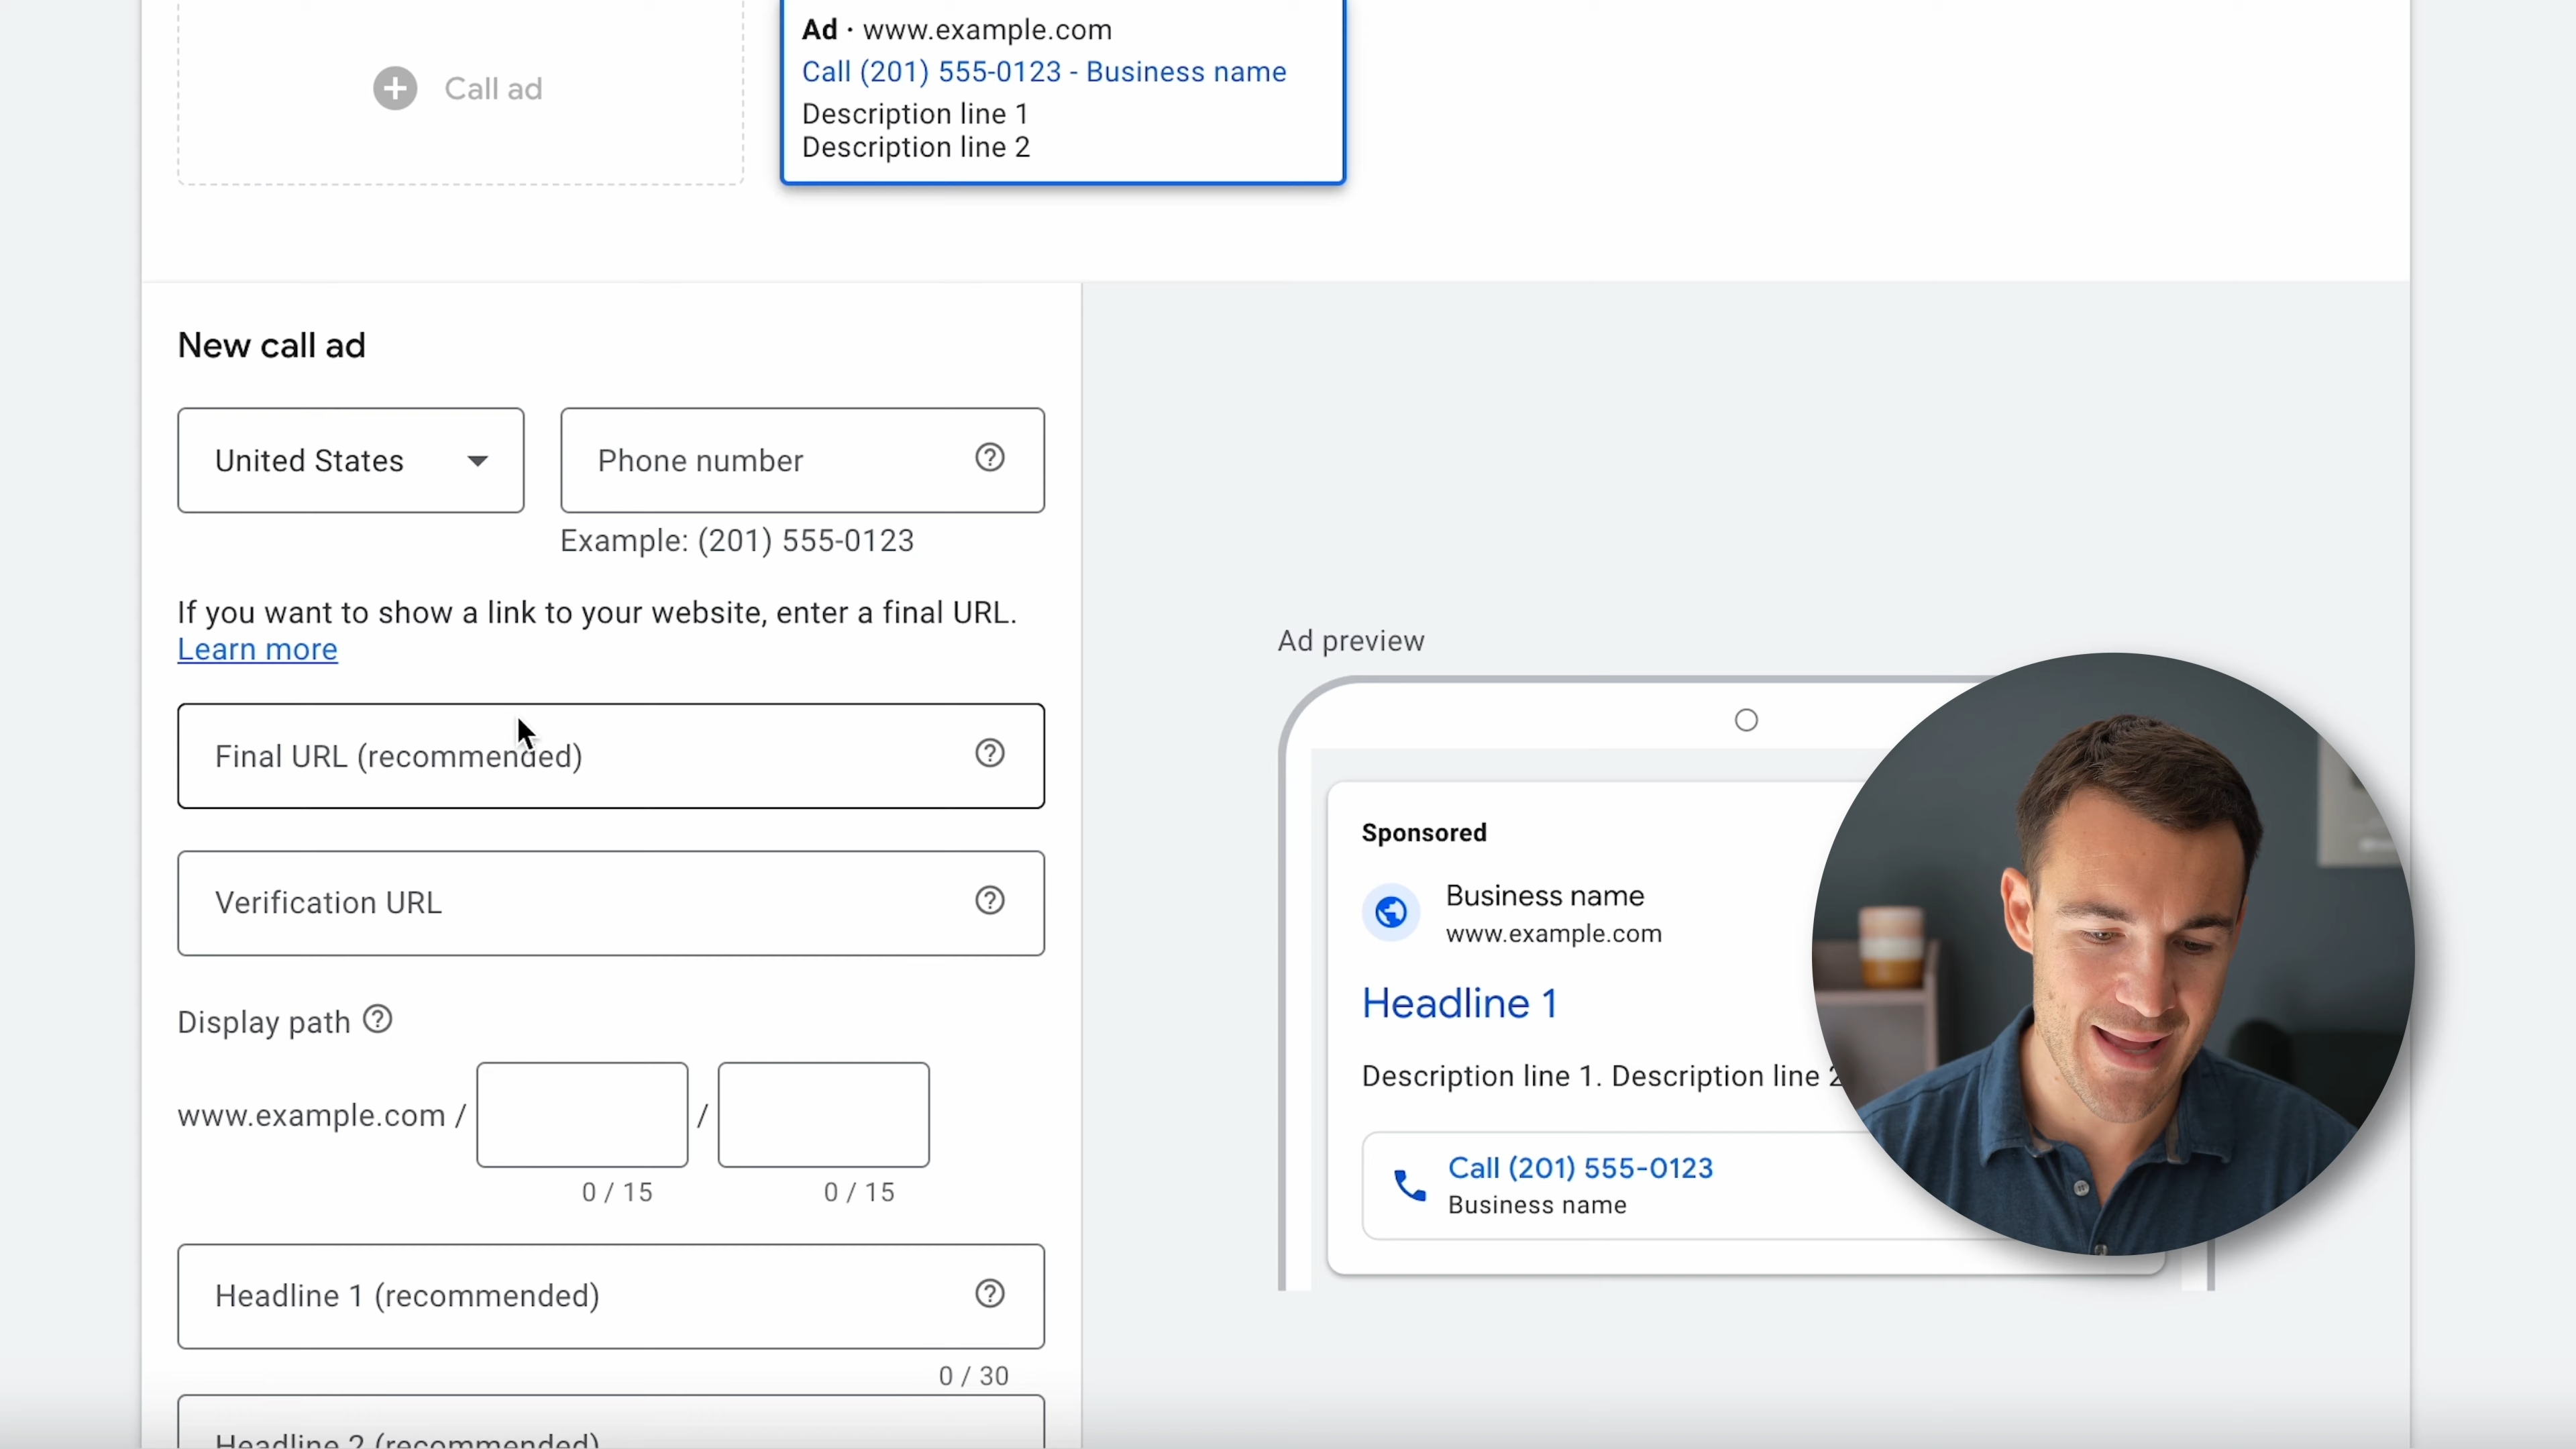 Ad · www.example.com
Call (201) 555-0123 - Business name
Description line 1
Description line 2
Call ad
New call ad
United States
Phone number
Example: (201) 555-0123
If you want to show a link to your website, enter a final URL.
Learn more
Final URL (recommended)
Verification URL
Display path
www.example.com / /
0 / 15 0 / 15
Headline 1 (recommended)
0 / 30
Headline 2 (recommended)
Ad preview
Sponsored
Business name
www.example.com
Headline 1
Description line 1. Description line 2
Call (201) 555-0123
Business name